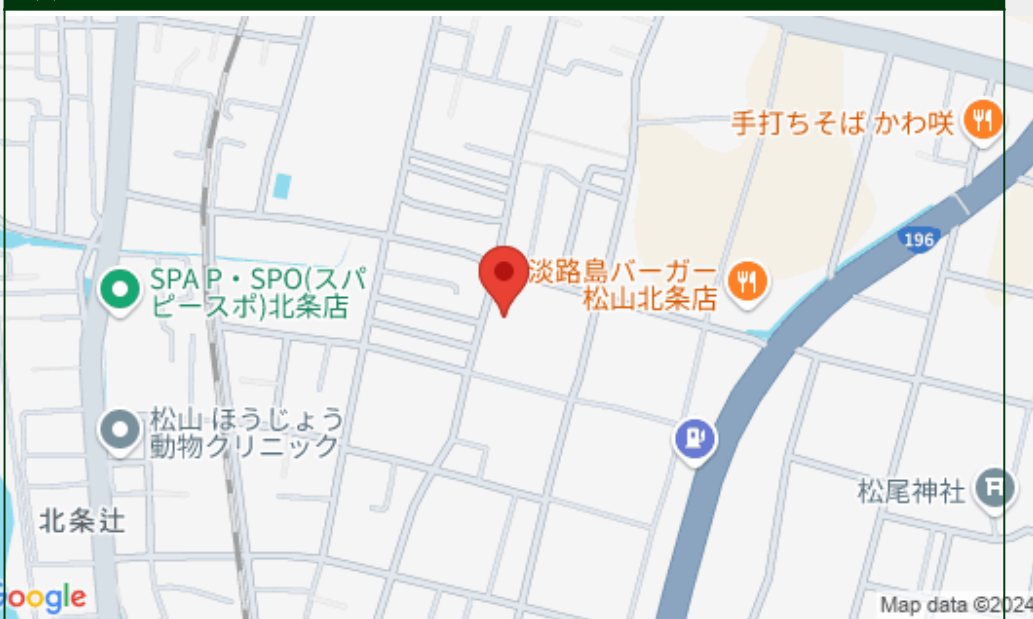 手打ちそば かわ咲
196
淡路島バーガー
松山北条店
SPA P・SPO(スパ
ピースポ)北条店
松山 ほうじょう
動物クリニック
松尾神社
北条辻
Google
Map data ©2024